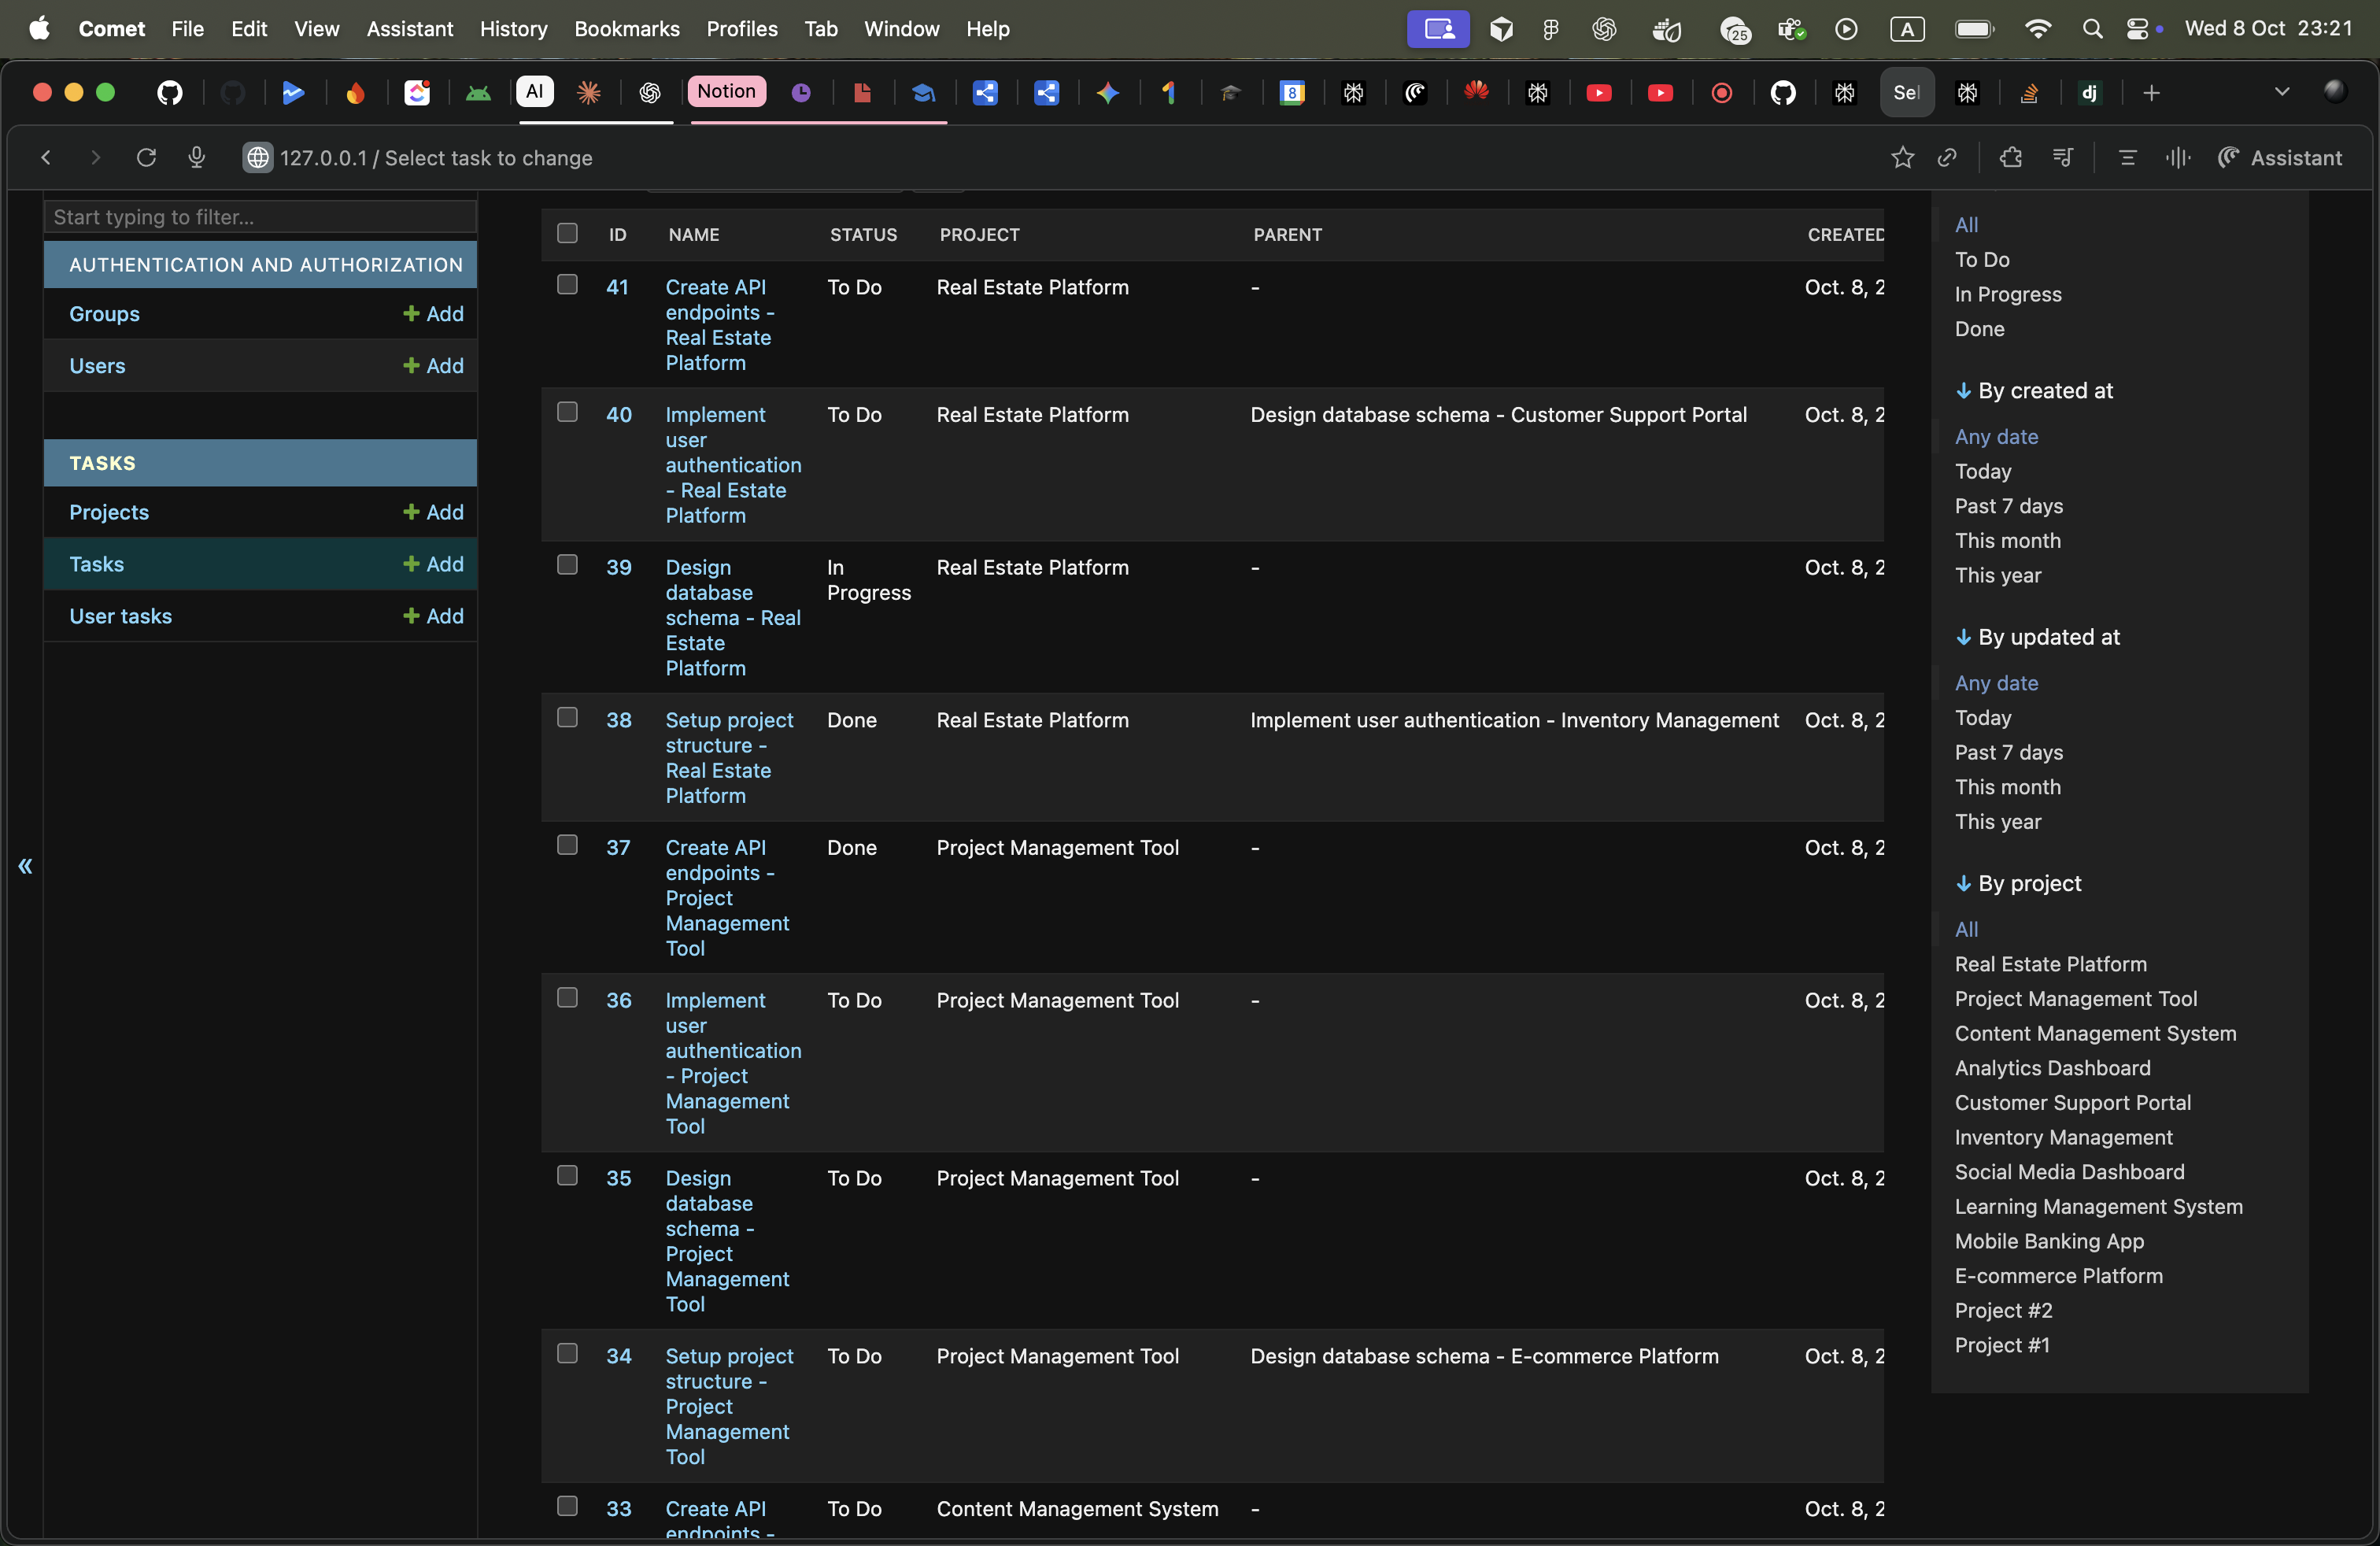 Comet File Edit View Assistant History Bookmarks Profiles Tab Window Help
25
A
Wed 8 Oct 23:21
AI
Notion
8
Sel
dj
127.0.0.1 / Select task to change
Assistant
Start typing to filter...
AUTHENTICATION AND AUTHORIZATION
Groups + Add
Users + Add
TASKS
Projects + Add
Tasks + Add
User tasks + Add
«
ID NAME STATUS PROJECT PARENT CREATED
41 Create API To Do Real Estate Platform - Oct. 8, 2
endpoints -
Real Estate
Platform
40 Implement To Do Real Estate Platform Design database schema - Customer Support Portal Oct. 8, 2
user
authentication
- Real Estate
Platform
39 Design In Real Estate Platform - Oct. 8, 2
database Progress
schema - Real
Estate
Platform
38 Setup project Done Real Estate Platform Implement user authentication - Inventory Management Oct. 8, 2
structure -
Real Estate
Platform
37 Create API Done Project Management Tool - Oct. 8, 2
endpoints -
Project
Management
Tool
36 Implement To Do Project Management Tool - Oct. 8, 2
user
authentication
- Project
Management
Tool
35 Design To Do Project Management Tool - Oct. 8, 2
database
schema -
Project
Management
Tool
34 Setup project To Do Project Management Tool Design database schema - E-commerce Platform Oct. 8, 2
structure -
Project
Management
Tool
33 Create API To Do Content Management System - Oct. 8, 2
endpoints -
All
To Do
In Progress
Done
↓ By created at
Any date
Today
Past 7 days
This month
This year
↓ By updated at
Any date
Today
Past 7 days
This month
This year
↓ By project
All
Real Estate Platform
Project Management Tool
Content Management System
Analytics Dashboard
Customer Support Portal
Inventory Management
Social Media Dashboard
Learning Management System
Mobile Banking App
E-commerce Platform
Project #2
Project #1